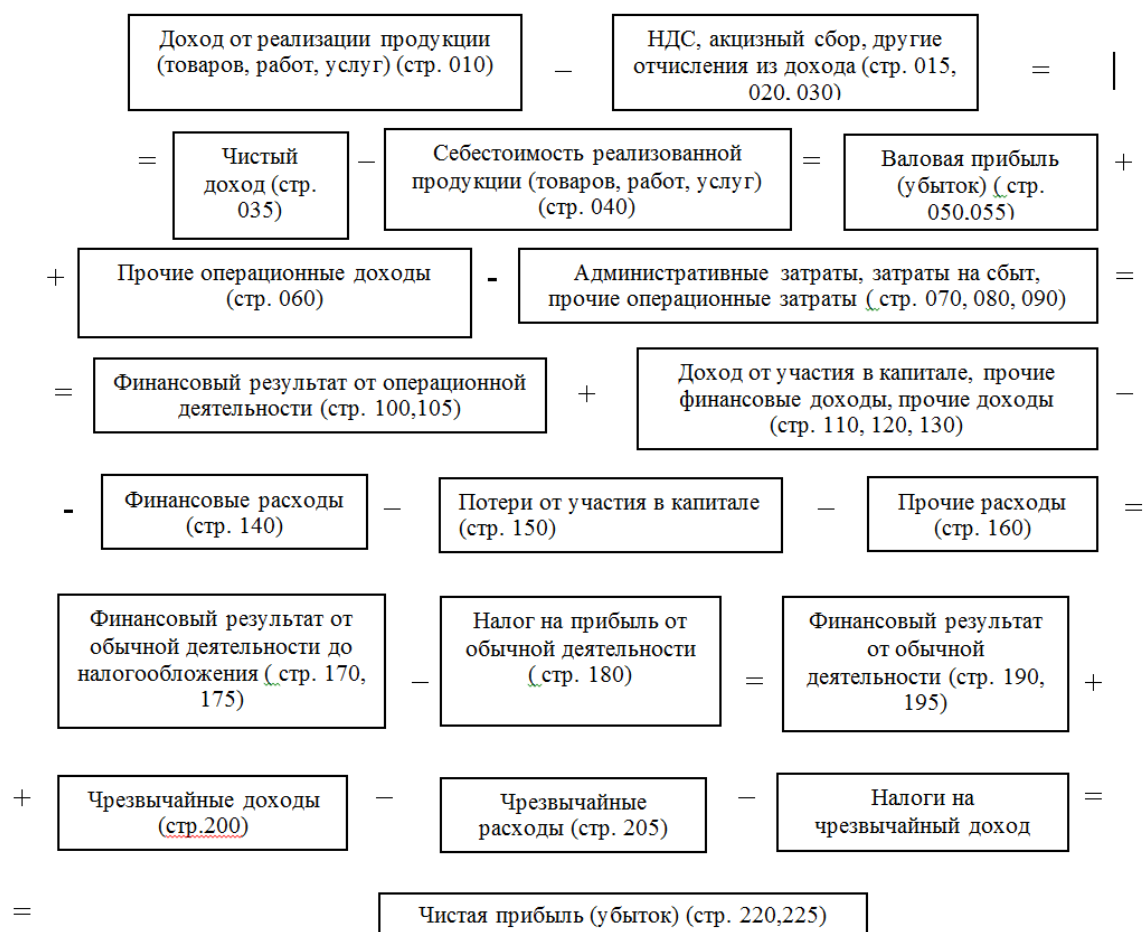 Доход от реализации продукции
(товаров, работ, услуг) (стр. 010)
–
НДС, акцизный сбор, другие
отчисления из дохода (стр. 015,
020, 030)
=
=
Чистый
доход (стр.
035)
–
Себестоимость реализованной
продукции (товаров, работ, услуг)
(стр. 040)
=
Валовая прибыль
(убыток) ( стр.
050,055)
+
+
Прочие операционные доходы
(стр. 060)
-
Административные затраты, затраты на сбыт,
прочие операционные затраты ( стр. 070, 080, 090)
=
=
Финансовый результат от операционной
деятельности (стр. 100,105)
+
Доход от участия в капитале, прочие
финансовые доходы, прочие доходы
(стр. 110, 120, 130)
–
-
Финансовые расходы
(стр. 140)
–
Потери от участия в капитале
(стр. 150)
–
Прочие расходы
(стр. 160)
=
Финансовый результат от
обычной деятельности до
налогообложения ( стр. 170,
175)
–
Налог на прибыль от
обычной деятельности
( стр. 180)
=
Финансовый результат
от обычной
деятельности (стр. 190,
195)
+
+
Чрезвычайные доходы
(стр.200)
–
Чрезвычайные
расходы (стр. 205)
–
Налоги на
чрезвычайный доход
=
=
Чистая прибыль (убыток) (стр. 220,225)